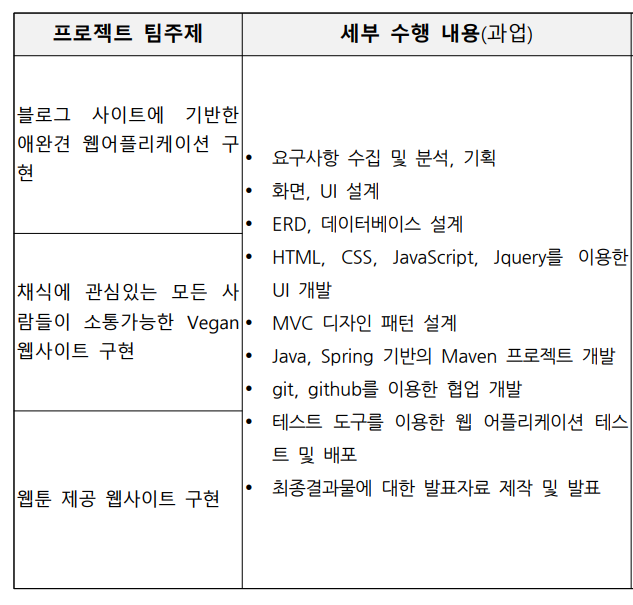 프로젝트 팀주제
세부 수행 내용(과업)
블로그 사이트에 기반한
애완견 웹어플리케이션 구
현
채식에 관심있는 모든 사
람들이 소통가능한 Vegan
웹사이트 구현
웹툰 제공 웹사이트 구현
• 요구사항 수집 및 분석, 기획
• 화면, UI 설계
• ERD, 데이터베이스 설계
• HTML, CSS, JavaScript, Jquery를 이용한
UI 개발
• MVC 디자인 패턴 설계
• Java, Spring 기반의 Maven 프로젝트 개발
• git, github를 이용한 협업 개발
• 테스트 도구를 이용한 웹 어플리케이션 테스
트 및 배포
• 최종결과물에 대한 발표자료 제작 및 발표